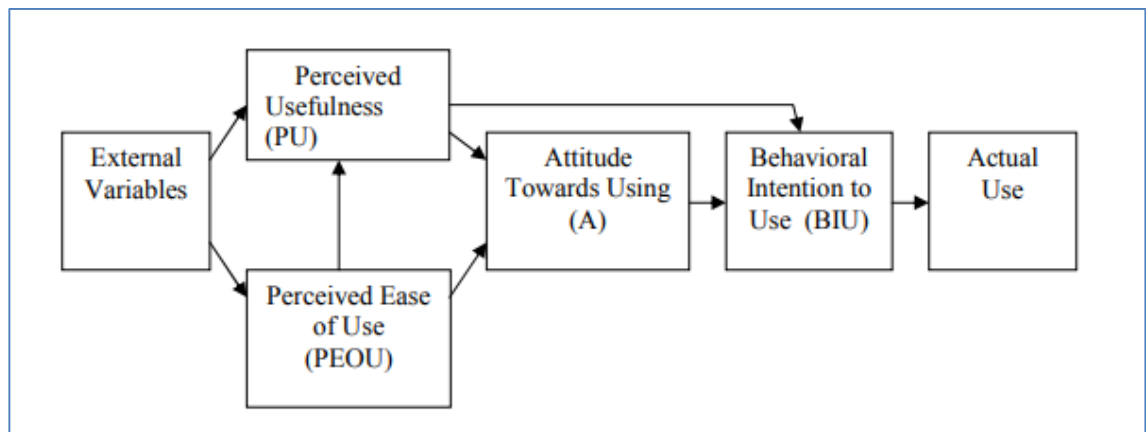 External
Variables
Perceived
Usefulness
(PU)
Perceived Ease
of Use
(PEOU)
Attitude
Towards Using
(A)
Behavioral
Intention to
Use (BIU)
Actual
Use